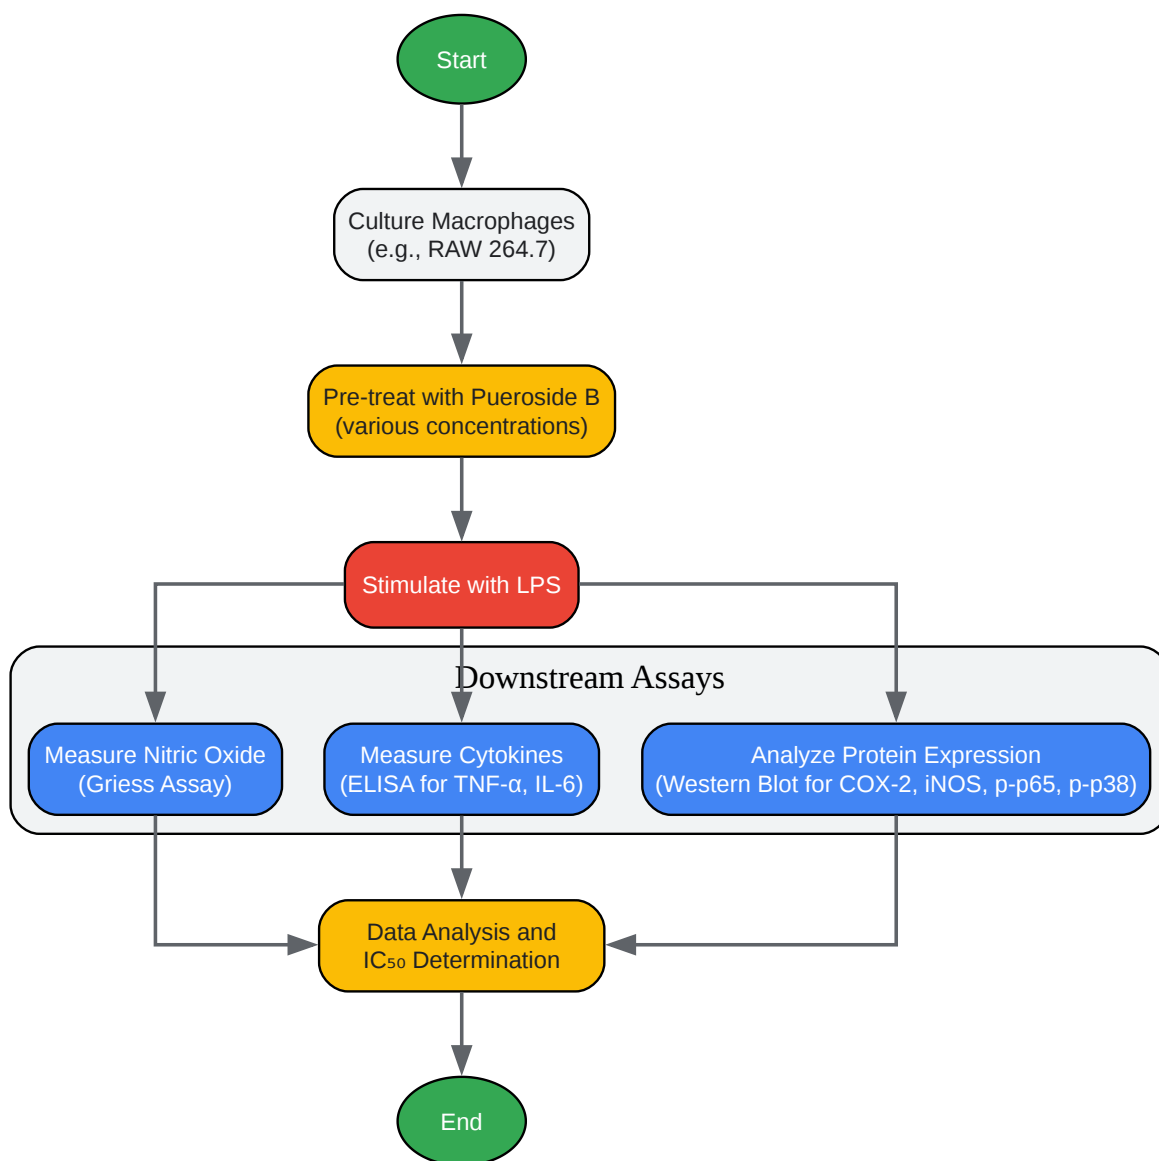 Start
Culture Macrophages
(e.g., RAW 264.7)
Pre-treat with Pueroside B
(various concentrations)
Stimulate with LPS
Downstream Assays
Measure Nitric Oxide
(Griess Assay)
Measure Cytokines
(ELISA for TNF-α, IL-6)
Analyze Protein Expression
(Western Blot for COX-2, iNOS, p-p65, p-p38)
Data Analysis and
IC₅₀ Determination
End